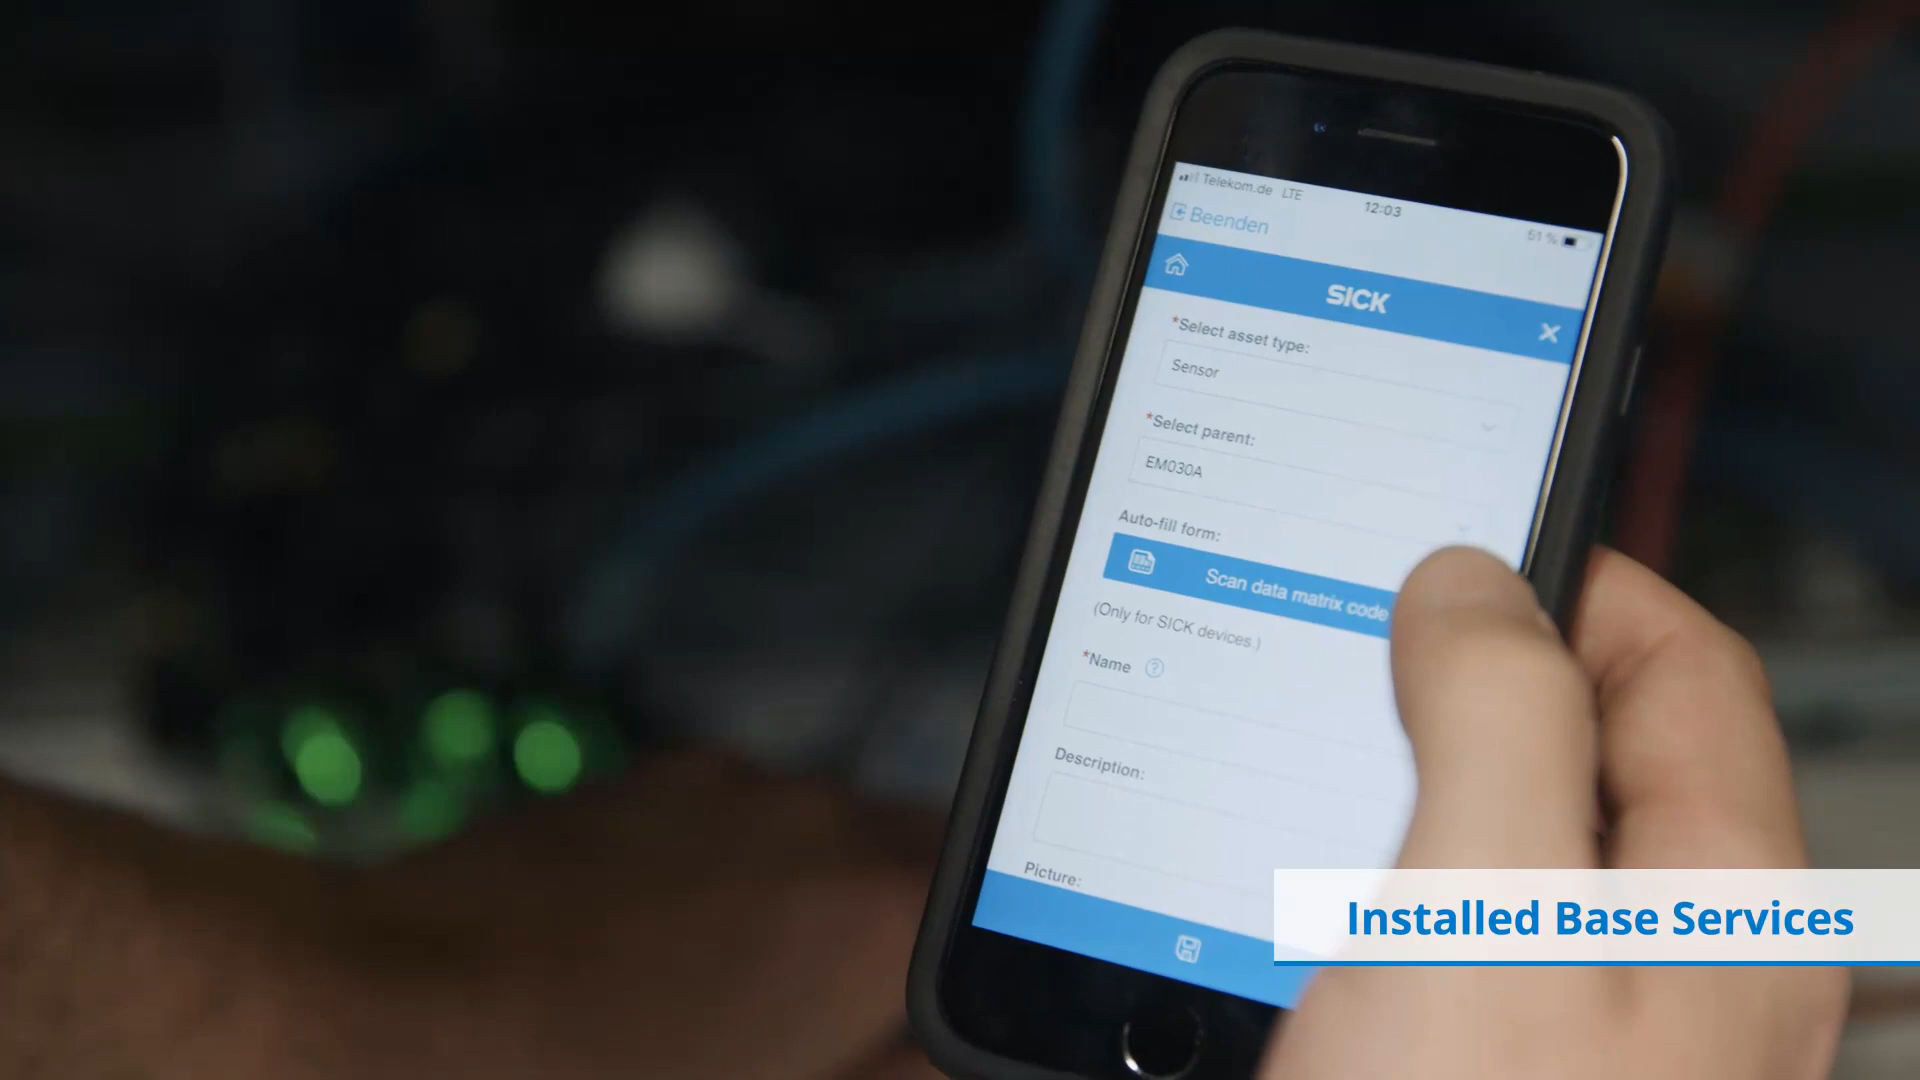 Telekom.de LTE 12:03 51 %
Beenden
SICK
*Select asset type:
Sensor
*Select parent:
EM030A
Auto-fill form:
Scan data matrix code
(Only for SICK devices.)
*Name ?
Description:
Picture:
Installed Base Services